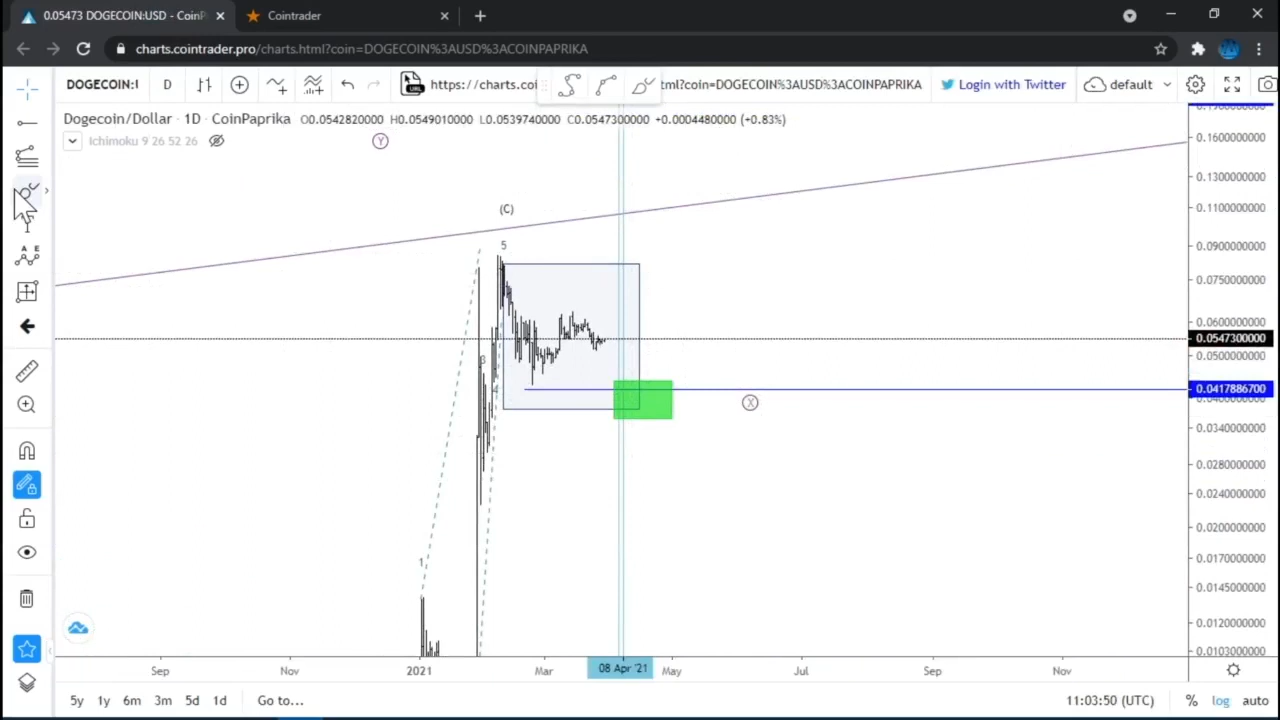 0.05473 DOGECOIN:USD - CoinP
Cointrader
charts.cointrader.pro/charts.html?coin=DOGECOIN%3AUSD%3ACOINPAPRIKA
DOGECOIN:I D https://charts.coi tml?coin=DOGECOIN%3AUSD%3ACOINPAPRIKA Login with Twitter default
URL
Dogecoin/Dollar · 1D · CoinPaprika O0.0542820000 H0.0549010000 L0.0539740000 C0.0547300000 +0.0004480000 (+0.83%)
Ichimoku 9 26 52 26
Y
0.1600000000
0.1300000000
(C)
0.1100000000
5
0.0900000000
0.0750000000
0.0600000000
0.0547300000
0.0500000000
3
0.0417886700
4
X
0.0340000000
0.0280000000
0.0240000000
0.0200000000
1
0.0170000000
0.0145000000
0.0120000000
0.0103000000
Sep Nov 2021 Mar 08 Apr '21 May Jul Sep Nov
5y 1y 6m 3m 5d 1d Go to... 11:03:50 (UTC) % log auto